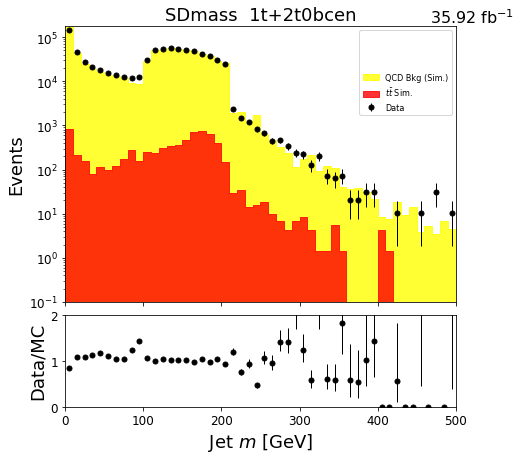 SDmass 1t+2t0bcen
35.92 fb⁻¹
10⁵
10⁴
10³
10²
10¹
10⁰
10⁻¹
Events
QCD Bkg (Sim.)
tt̄ Sim.
Data
2
1
0
Data/MC
0 100 200 300 400 500
Jet m [GeV]